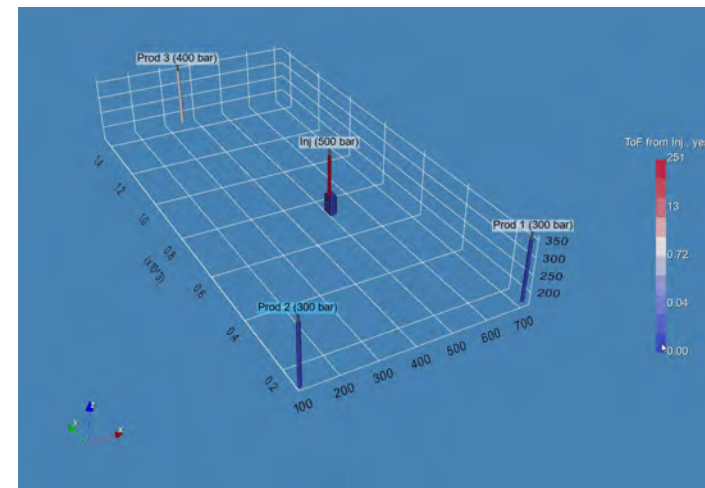 Prod 3 (400 bar)
Inj (500 bar)
ToF from Inj., ye
251
13
0.72
0.04
0.00
Prod 1 (300 bar)
350
300
250
200
Prod 2 (300 bar)
1.4
1.2
1.0
0.8
(x10^3)
0.6
0.4
0.2
100
200
300
400
500
600
700
Z
Y
X